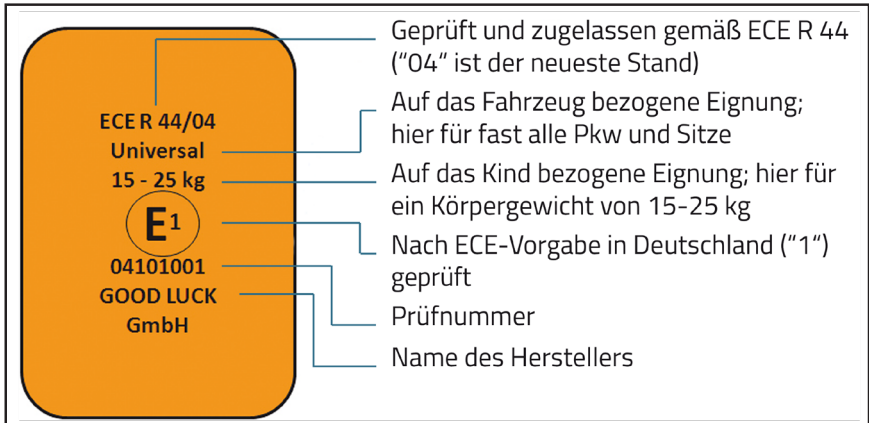 ECE R 44/04
Universal
15 - 25 kg
E1
04101001
GOOD LUCK
GmbH
Geprüft und zugelassen gemäß ECE R 44
(“04“ ist der neueste Stand)
Auf das Fahrzeug bezogene Eignung;
hier für fast alle Pkw und Sitze
Auf das Kind bezogene Eignung; hier für
ein Körpergewicht von 15-25 kg
Nach ECE-Vorgabe in Deutschland (“1“)
geprüft
Prüfnummer
Name des Herstellers